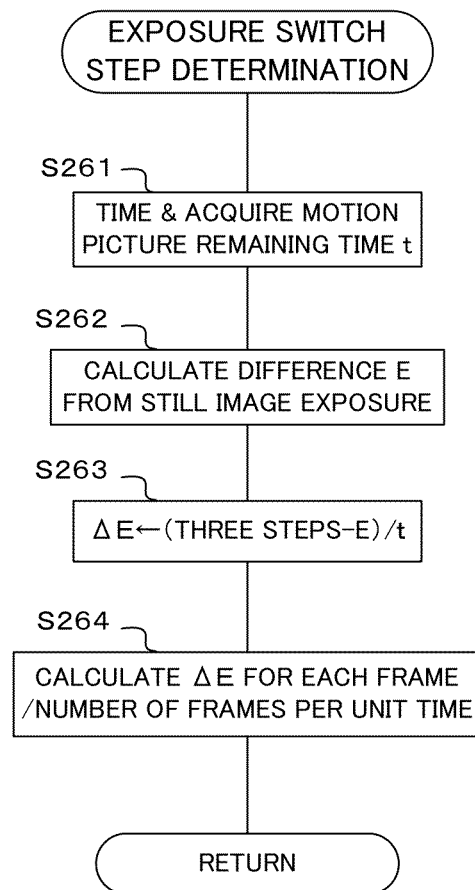 EXPOSURE SWITCH
STEP DETERMINATION
S261
TIME & ACQUIRE MOTION
PICTURE REMAINING TIME t
S262
CALCULATE DIFFERENCE E
FROM STILL IMAGE EXPOSURE
S263
ΔE←(THREE STEPS-E)/t
S264
CALCULATE ΔE FOR EACH FRAME
/NUMBER OF FRAMES PER UNIT TIME
RETURN